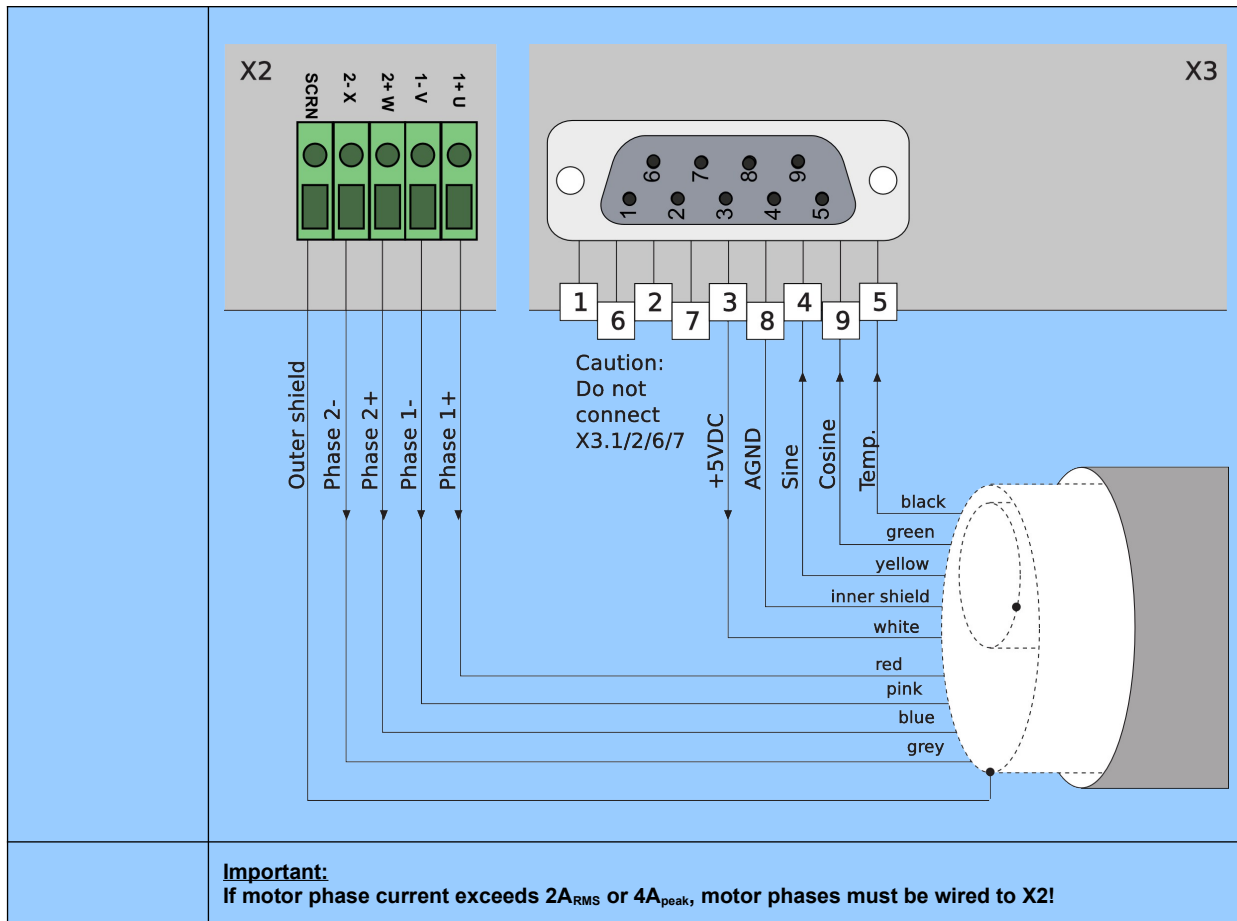 X2
SCRN
2- X
2+ W
1- V
1+ U
X3
6
7
8
9
1
2
3
4
5
1
6
2
7
3
8
4
9
5
Caution:
Do not
connect
X3.1/2/6/7
Outer shield
Phase 2-
Phase 2+
Phase 1-
Phase 1+
+5VDC
AGND
Sine
Cosine
Temp.
black
green
yellow
inner shield
white
red
pink
blue
grey
Important:
If motor phase current exceeds 2ARMS or 4Apeak, motor phases must be wired to X2!